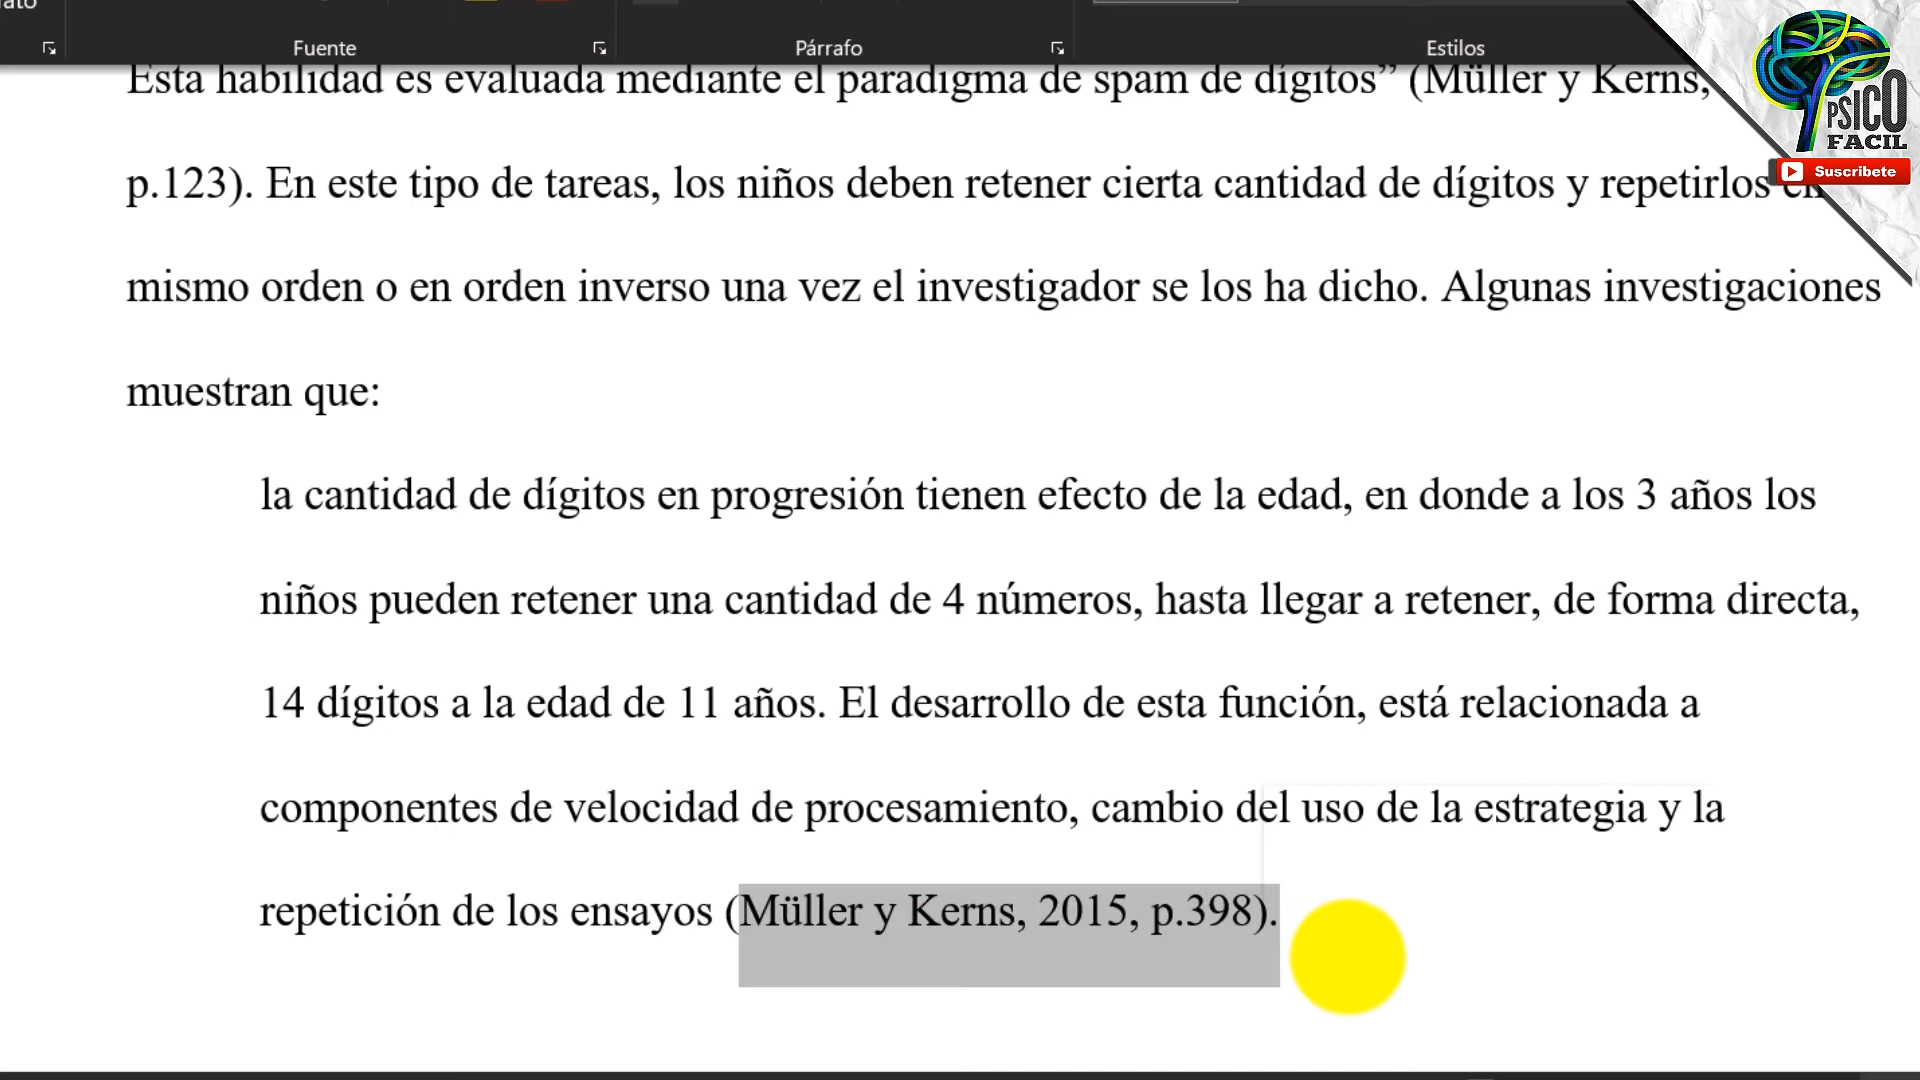 Fuente
Párrafo
Estilos
PSICO
FACIL
Suscribete
Esta habilidad es evaluada mediante el paradigma de spam de dígitos” (Müller y Kerns,
p.123). En este tipo de tareas, los niños deben retener cierta cantidad de dígitos y repetirlos en
mismo orden o en orden inverso una vez el investigador se los ha dicho. Algunas investigaciones
muestran que:
la cantidad de dígitos en progresión tienen efecto de la edad, en donde a los 3 años los
niños pueden retener una cantidad de 4 números, hasta llegar a retener, de forma directa,
14 dígitos a la edad de 11 años. El desarrollo de esta función, está relacionada a
componentes de velocidad de procesamiento, cambio del uso de la estrategia y la
repetición de los ensayos (Müller y Kerns, 2015, p.398).